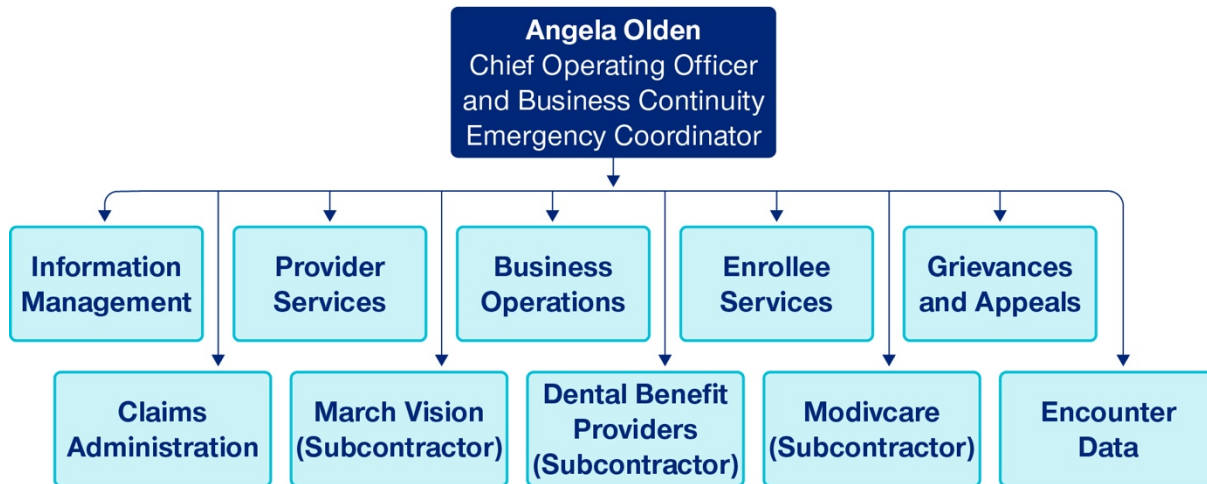 Angela Olden
Chief Operating Officer
and Business Continuity
Emergency Coordinator
Information
Management
Provider
Services
Business
Operations
Enrollee
Services
Grievances
and Appeals
Claims
Administration
March Vision
(Subcontractor)
Dental Benefit
Providers
(Subcontractor)
Modivcare
(Subcontractor)
Encounter
Data